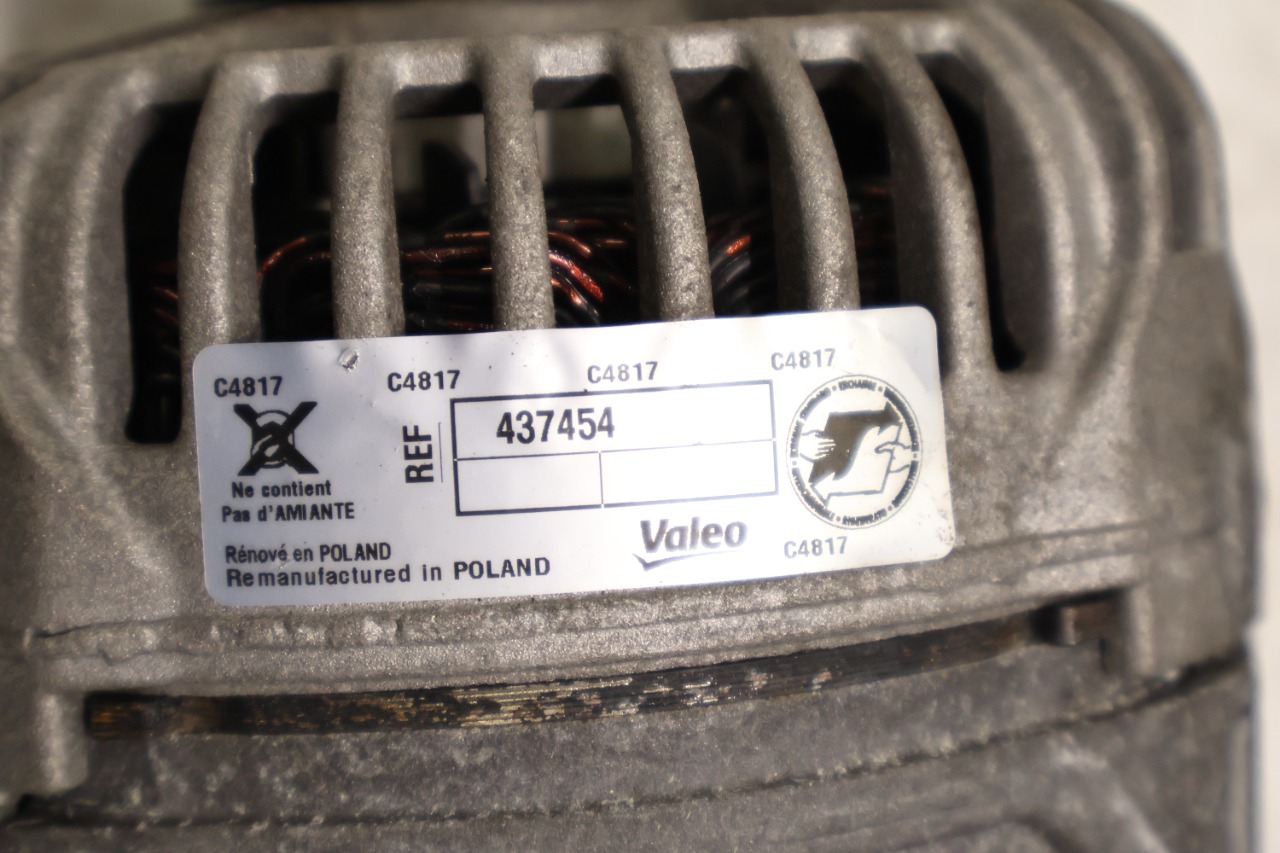 C4817 C4817 C4817 C4817
REF
437454
Ne contient
Pas d'AMIANTE
Rénové en POLAND
Remanufactured in POLAND
Valeo
C4817